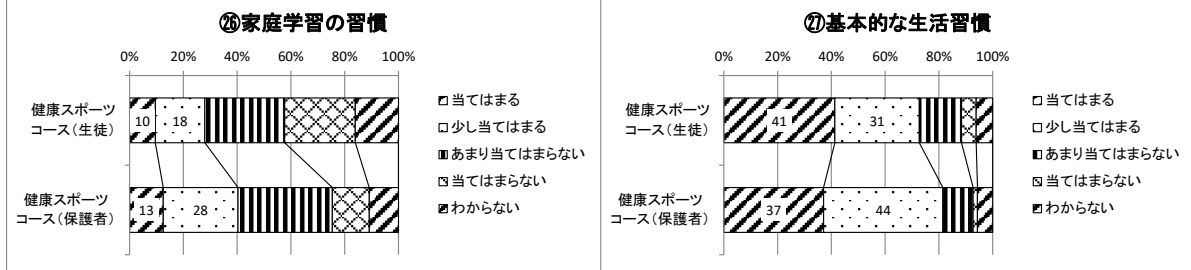 ㉖家庭学習の習慣
0% 20% 40% 60% 80% 100%
健康スポーツ
コース(生徒)
10 18
健康スポーツ
コース(保護者)
13 28
当てはまる
少し当てはまる
あまり当てはまらない
当てはまらない
わからない
㉗基本的な生活習慣
0% 20% 40% 60% 80% 100%
健康スポーツ
コース(生徒)
41 31
健康スポーツ
コース(保護者)
37 44
当てはまる
少し当てはまる
あまり当てはまらない
当てはまらない
わからない